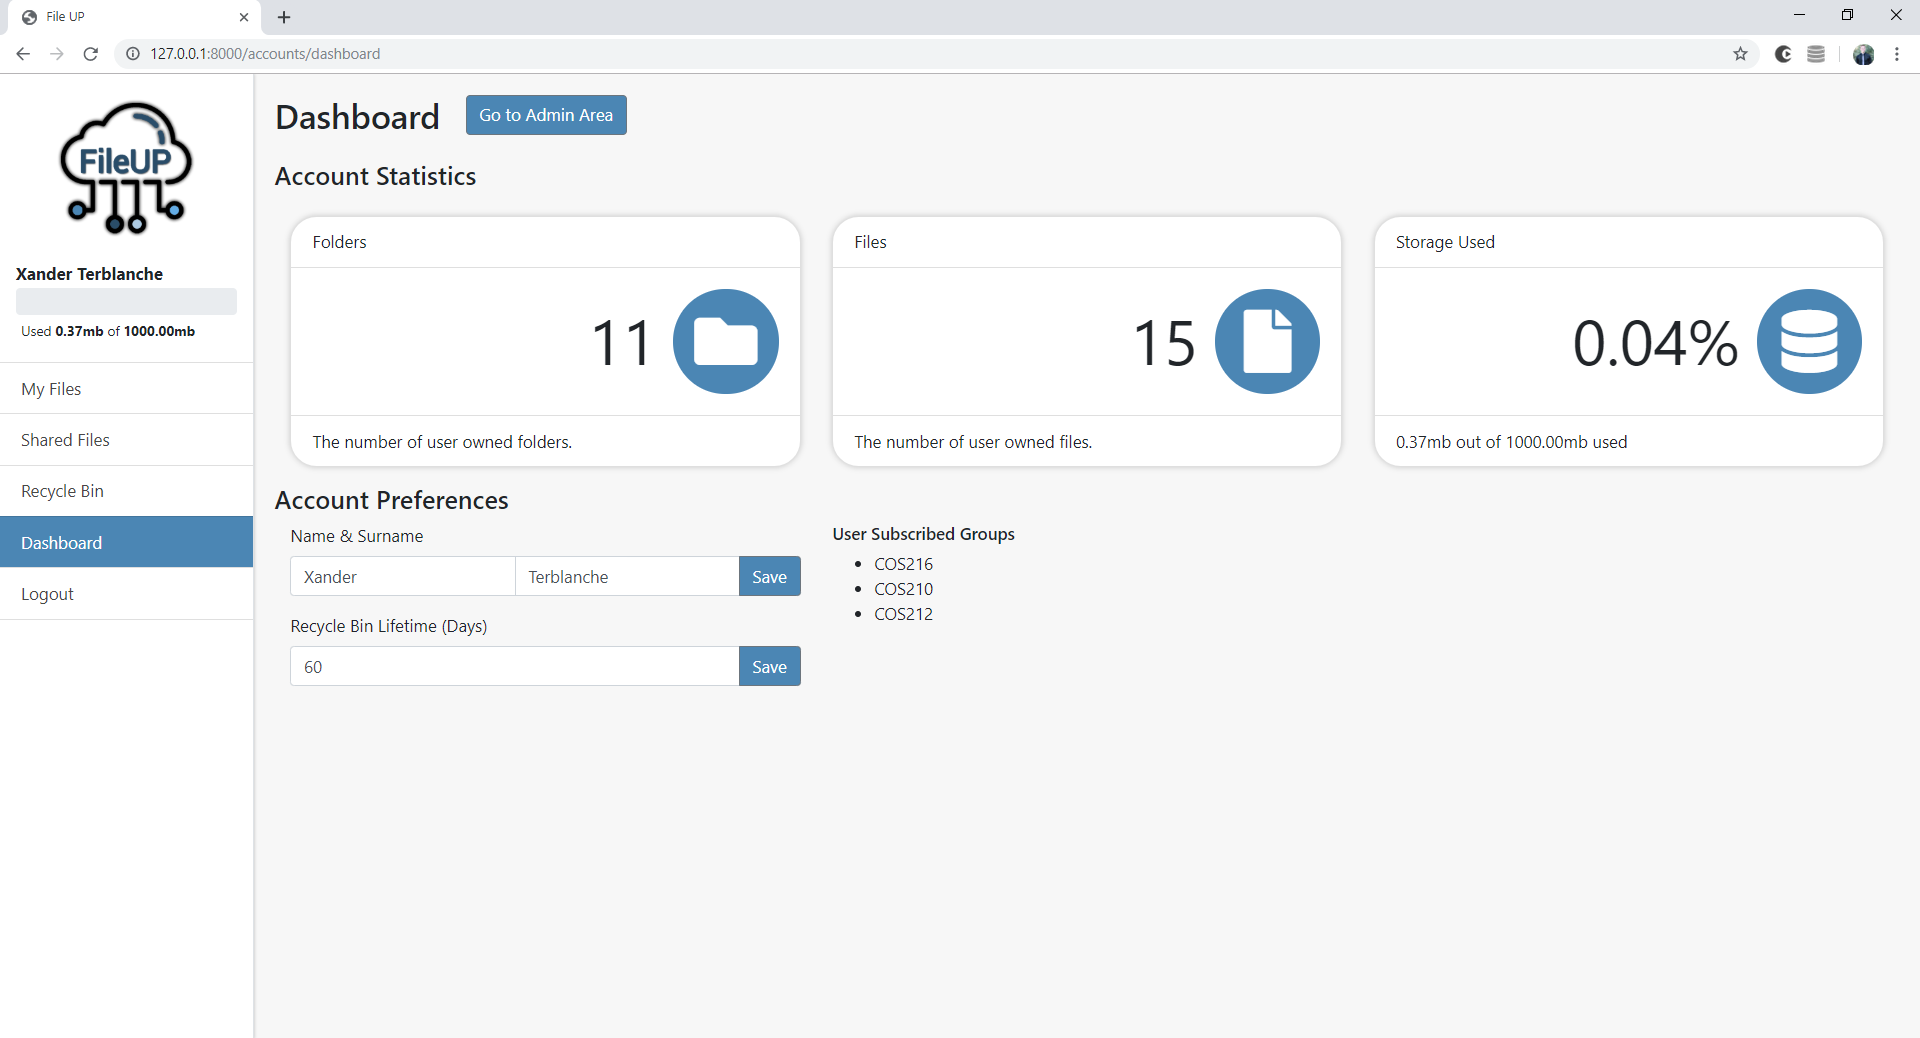 File UP
127.0.0.1:8000/accounts/dashboard
FileUP
Xander Terblanche
Used 0.37mb of 1000.00mb
My Files
Shared Files
Recycle Bin
Dashboard
Logout
Dashboard
Go to Admin Area
Account Statistics
Folders
11
The number of user owned folders.
Files
15
The number of user owned files.
Storage Used
0.04%
0.37mb out of 1000.00mb used
Account Preferences
Name & Surname
Xander
Terblanche
Save
Recycle Bin Lifetime (Days)
60
Save
User Subscribed Groups
COS216
COS210
COS212